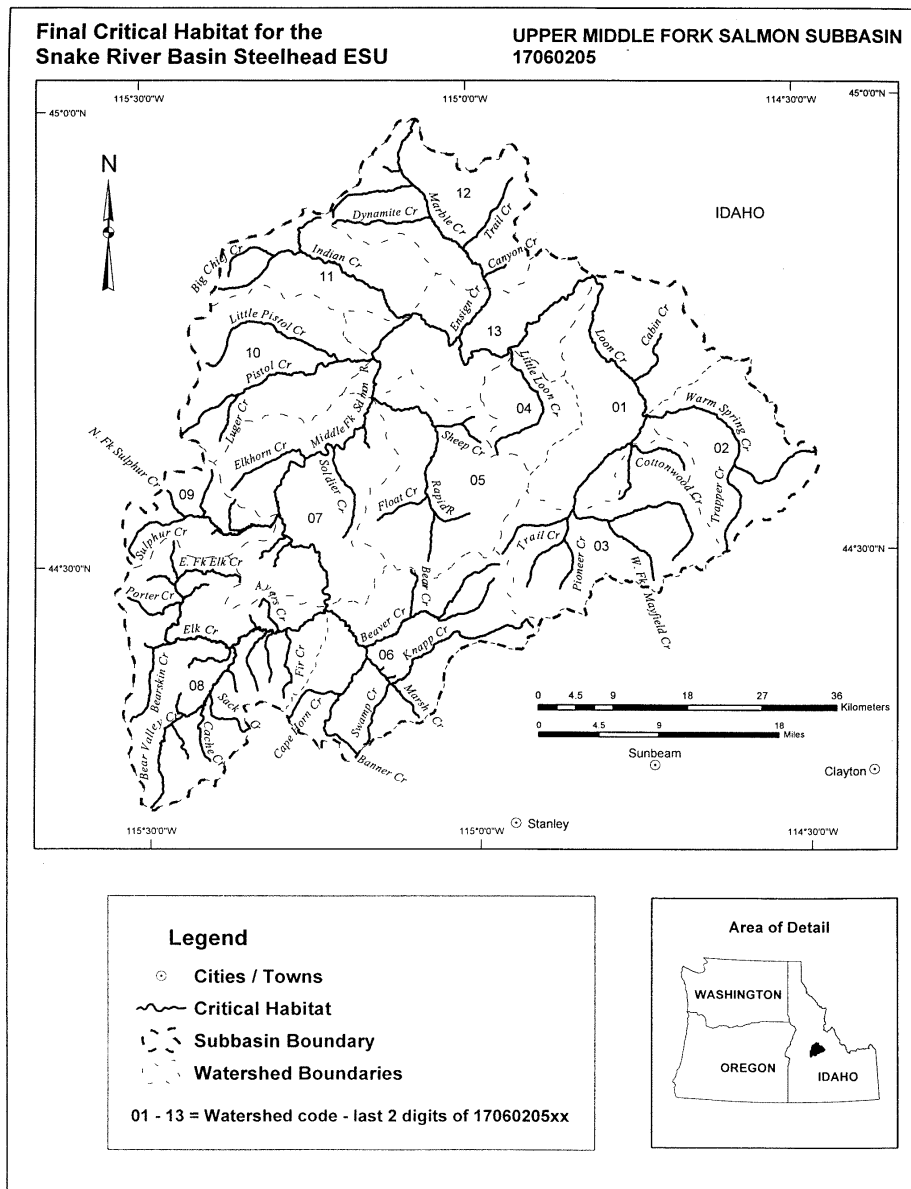 Final Critical Habitat for the
Snake River Basin Steelhead ESU
UPPER MIDDLE FORK SALMON SUBBASIN
17060205
115°30'0"W
115°0'0"W
114°30'0"W
45°0'0"N
45°0'0"N
N
IDAHO
12
Marble Cr
Trail Cr
Dynamite Cr
Canyon Cr
Big Chief Cr
Indian Cr
11
Ensign Cr
13
Little Pistol Cr
Loon Cr
Cabin Cr
10
Pistol Cr
Little Loon Cr
04
01
Warm Spring Cr
Luger Cr
Middle Fk Salmon R
Sheep Cr
02
N. Fk Sulphur Cr
Elkhorn Cr
Soldier Cr
05
Cottonwood Cr
Trapper Cr
09
07
Float Cr
Rapid R
Sulphur Cr
Trail Cr
03
44°30'0"N
44°30'0"N
E. Fk Elk Cr
Pioneer Cr
W. Fk Mayfield Cr
Porter Cr
Ayers Cr
Bear Cr
Elk Cr
Beaver Cr
Knapp Cr
Fir Cr
06
Bearskin Cr
08
Sack Cr
Marsh Cr
Swamp Cr
Cape Horn Cr
Bear Valley Cr
Cache Cr
Banner Cr
0 4.5 9 18 27 36
Kilometers
0 4.5 9 18
Miles
Sunbeam
Clayton
Stanley
115°30'0"W
115°0'0"W
114°30'0"W
Legend
Cities / Towns
Critical Habitat
Subbasin Boundary
Watershed Boundaries
01 - 13 = Watershed code - last 2 digits of 17060205xx
Area of Detail
WASHINGTON
OREGON
IDAHO